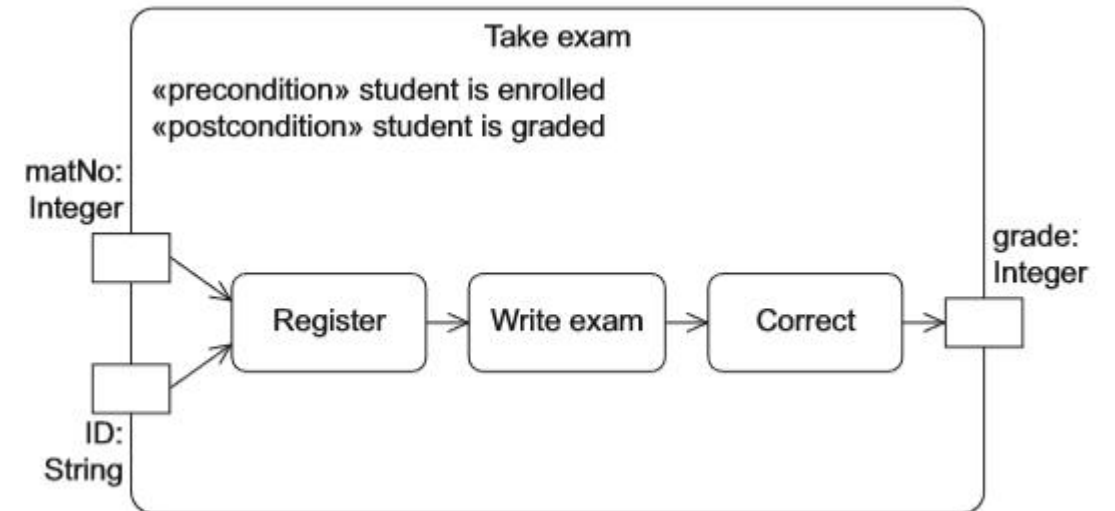 Take exam
«precondition» student is enrolled
«postcondition» student is graded
matNo:
Integer
grade:
Integer
Register
Write exam
Correct
ID:
String